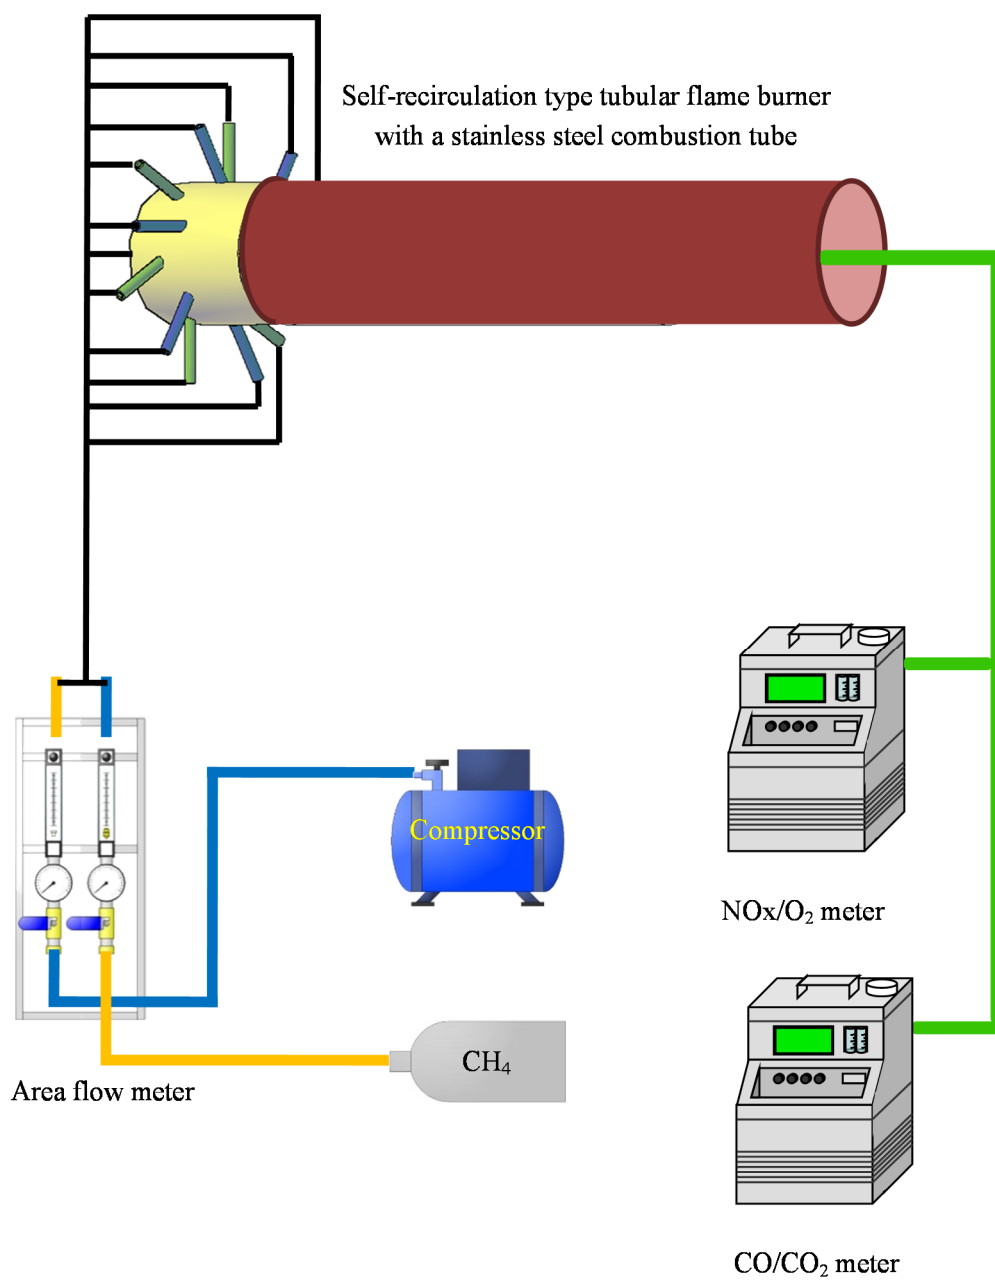 Self-recirculation type tubular flame burner
with a stainless steel combustion tube
Compressor
NOx/O₂ meter
CH₄
Area flow meter
CO/CO₂ meter